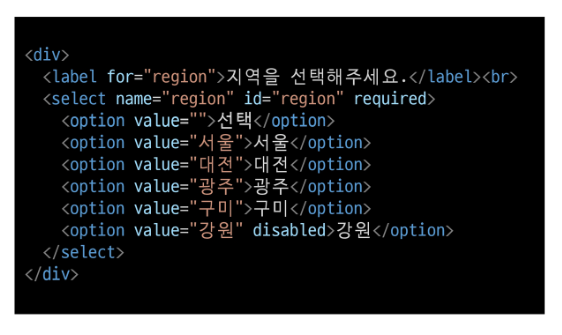 <div>
<label for="region">지역을 선택해주세요.</label><br>
<select name="region" id="region" required>
<option value="">선택</option>
<option value="서울">서울</option>
<option value="대전">대전</option>
<option value="광주">광주</option>
<option value="구미">구미</option>
<option value="강원" disabled>강원</option>
</select>
</div>